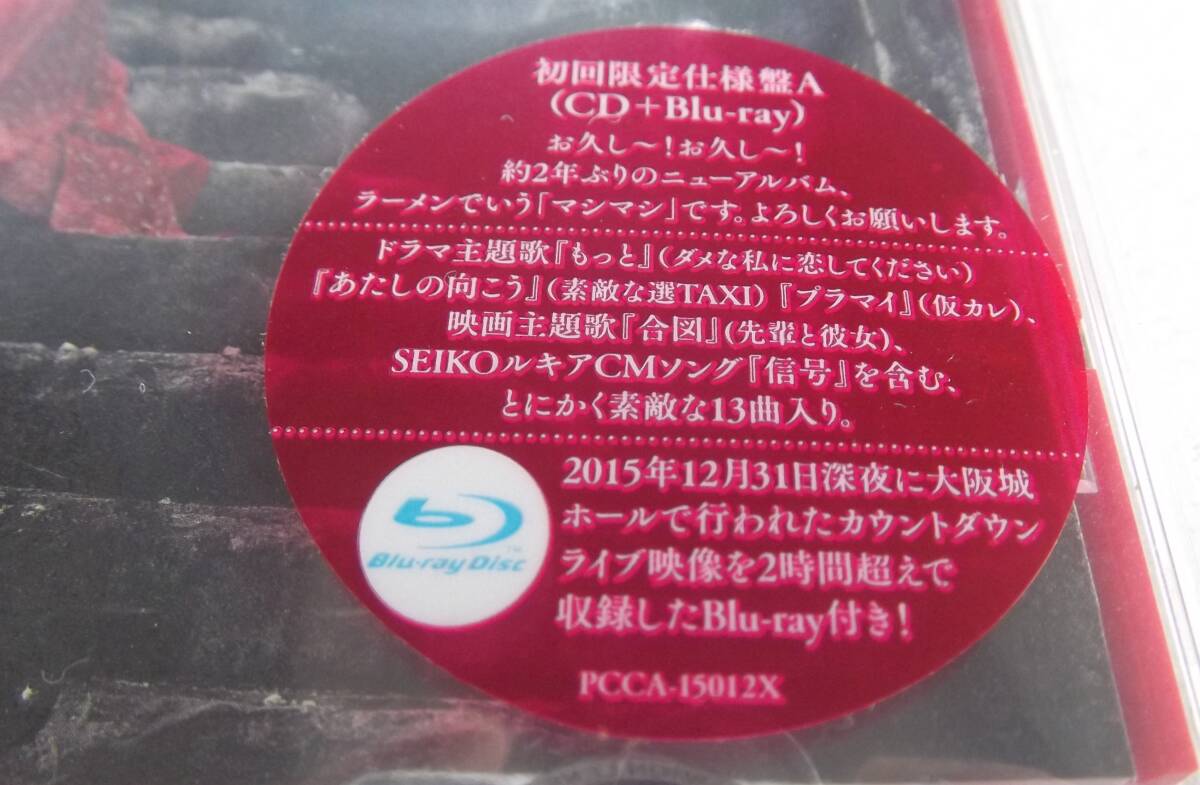 初回限定仕様盤A
(CD+Blu-ray)
お久し〜!お久し〜!
約2年ぶりのニューアルバム、
ラーメンでいう「マシマシ」です。よろしくお願いします。
ドラマ主題歌『もっと』(ダメな私に恋してください)
『あたしの向こう』(素敵な選TAXI)『プラマイ』(仮カレ)、
映画主題歌『合図』(先輩と彼女)、
SEIKOルキアCMソング『信号』を含む、
とにかく素敵な13曲入り。
2015年12月31日深夜に大阪城
ホールで行われたカウントダウン
ライブ映像を2時間超えで
収録したBlu-ray付き!
Blu-ray Disc
TM
PCCA-15012X